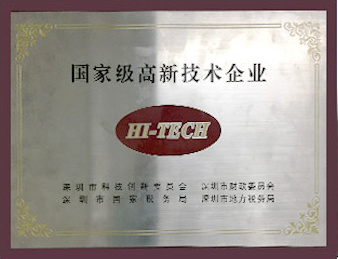 国家级高新技术企业
HI-TECH
深圳市科技创新委员会 深圳市财政委员会
深圳市国家税务局 深圳市地方税务局